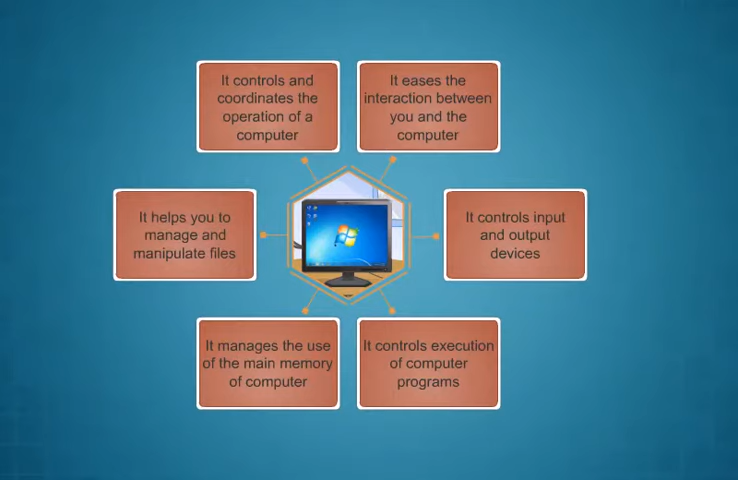 It controls and
coordinates the
operation of a
computer
It eases the
interaction between
you and the
computer
It helps you to
manage and
manipulate files
It controls input
and output
devices
It manages the use
of the main memory
of computer
It controls execution
of computer
programs